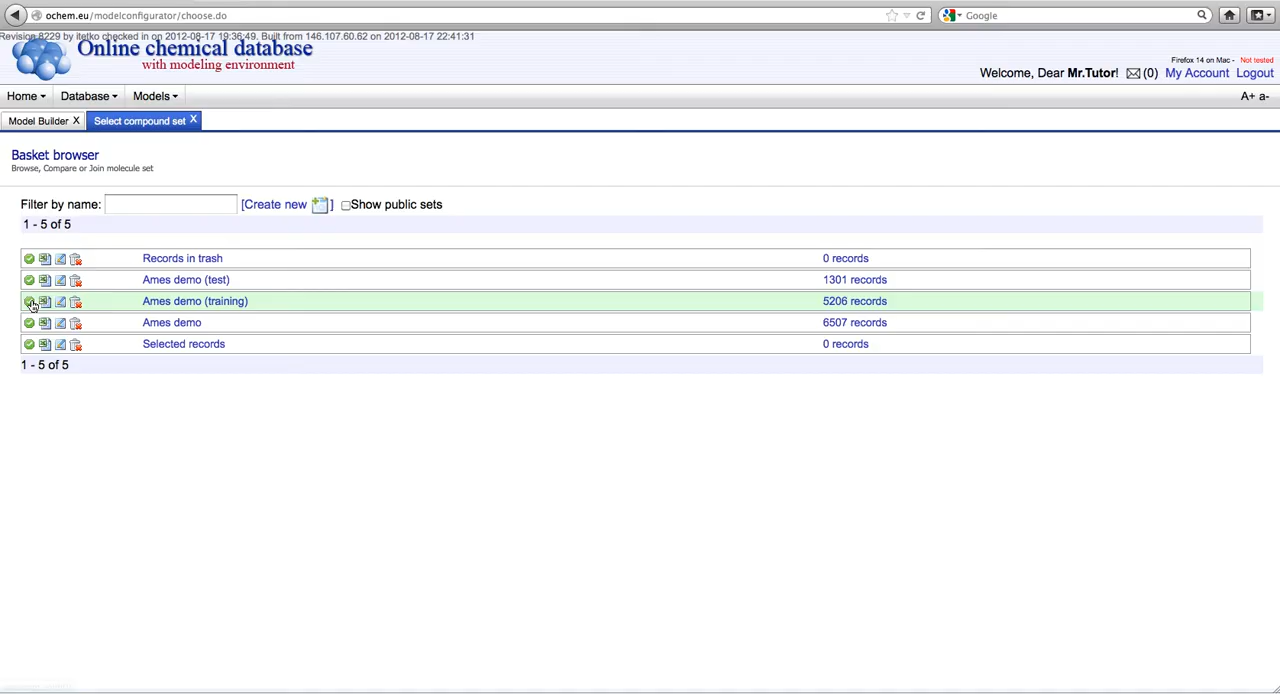 ochem.eu/modelconfigurator/choose.do
Google
Revision 8229 by itetko checked in on 2012-08-17 19:36:49. Built from 146.107.60.62 on 2012-08-17 22:41:31
Online chemical database
with modeling environment
Firefox 14 on Mac - Not tested
Welcome, Dear Mr.Tutor! (0) My Account Logout
Home Database Models A+ a-
Model Builder X Select compound set X
Basket browser
Browse, Compare or Join molecule set
Filter by name: [Create new ] Show public sets
1 - 5 of 5
Records in trash 0 records
Ames demo (test) 1301 records
Ames demo (training) 5206 records
Ames demo 6507 records
Selected records 0 records
1 - 5 of 5